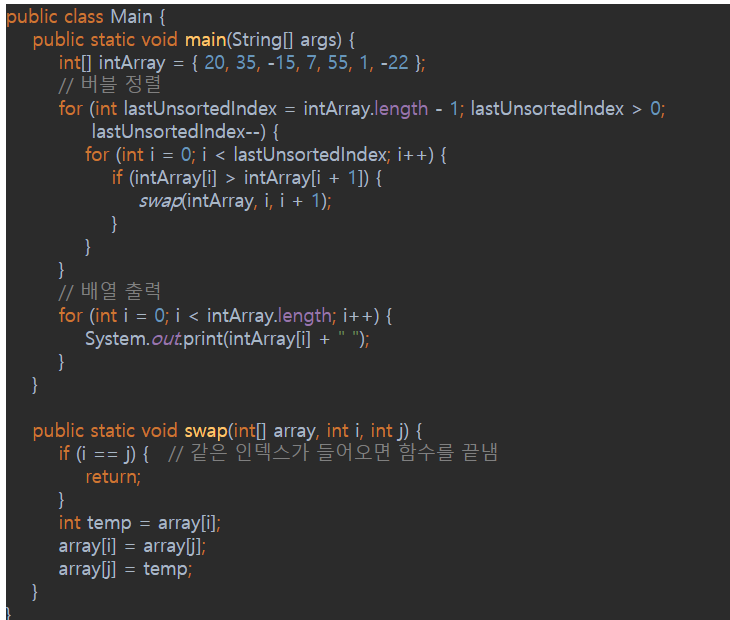 public class Main {
public static void main(String[] args) {
int[] intArray = { 20, 35, -15, 7, 55, 1, -22 };
// 버블 정렬
for (int lastUnsortedIndex = intArray.length - 1; lastUnsortedIndex > 0;
lastUnsortedIndex--) {
for (int i = 0; i < lastUnsortedIndex; i++) {
if (intArray[i] > intArray[i + 1]) {
swap(intArray, i, i + 1);
}
}
}
// 배열 출력
for (int i = 0; i < intArray.length; i++) {
System.out.print(intArray[i] + " ");
}
}
public static void swap(int[] array, int i, int j) {
if (i == j) { // 같은 인덱스가 들어오면 함수를 끝냄
return;
}
int temp = array[i];
array[i] = array[j];
array[j] = temp;
}
}